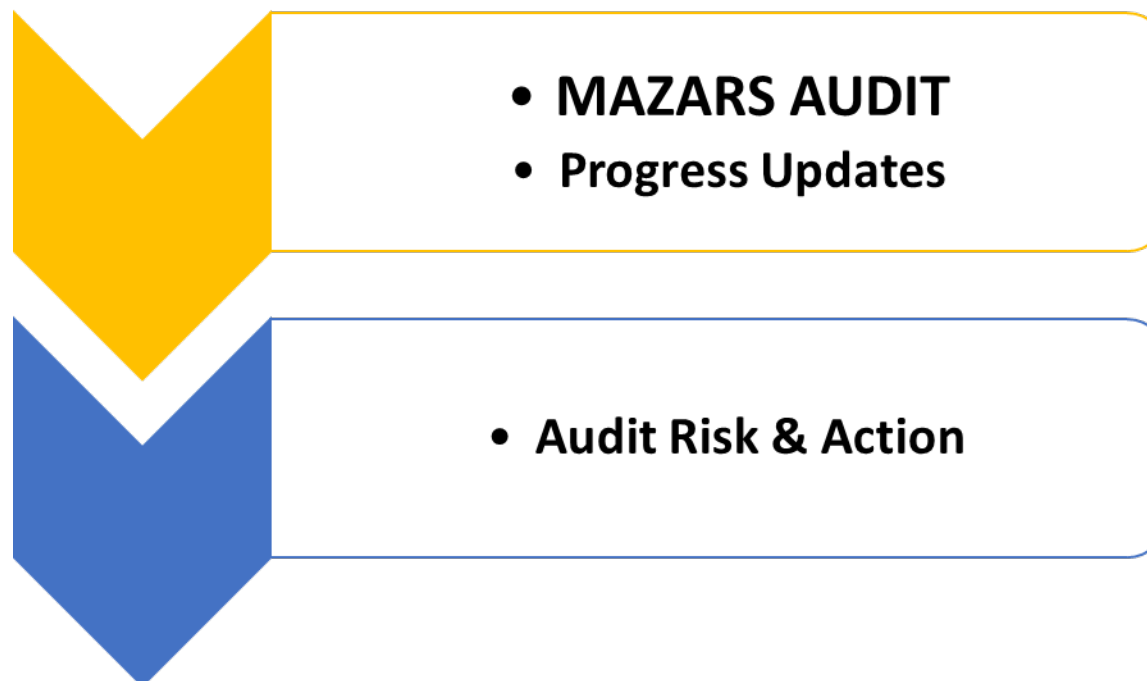 • MAZARS AUDIT
• Progress Updates
• Audit Risk & Action